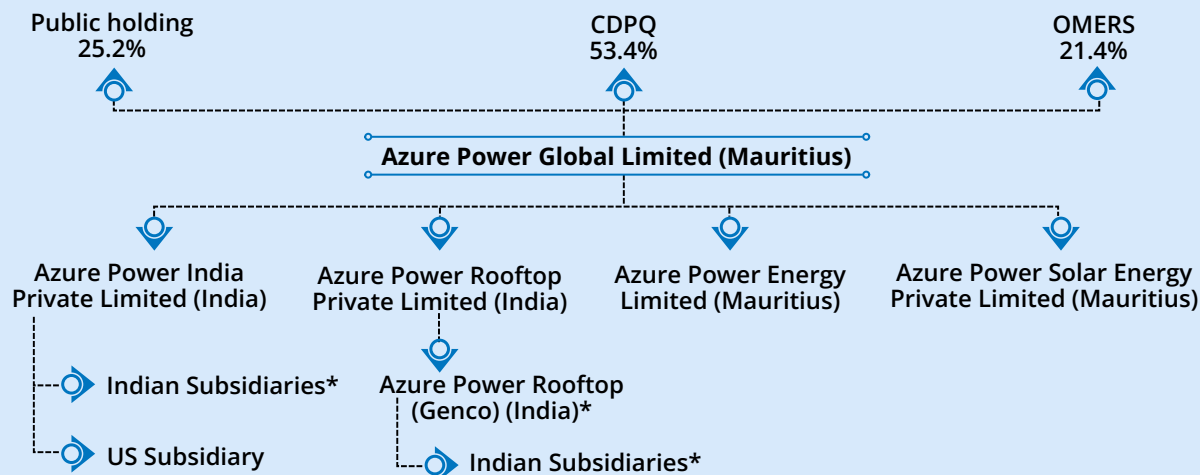 Public holding
25.2%
CDPQ
53.4%
OMERS
21.4%
Azure Power Global Limited (Mauritius)
Azure Power India
Private Limited (India)
Azure Power Rooftop
Private Limited (India)
Azure Power Energy
Limited (Mauritius)
Azure Power Solar Energy
Private Limited (Mauritius)
Indian Subsidiaries*
US Subsidiary
Azure Power Rooftop
(Genco) (India)*
Indian Subsidiaries*